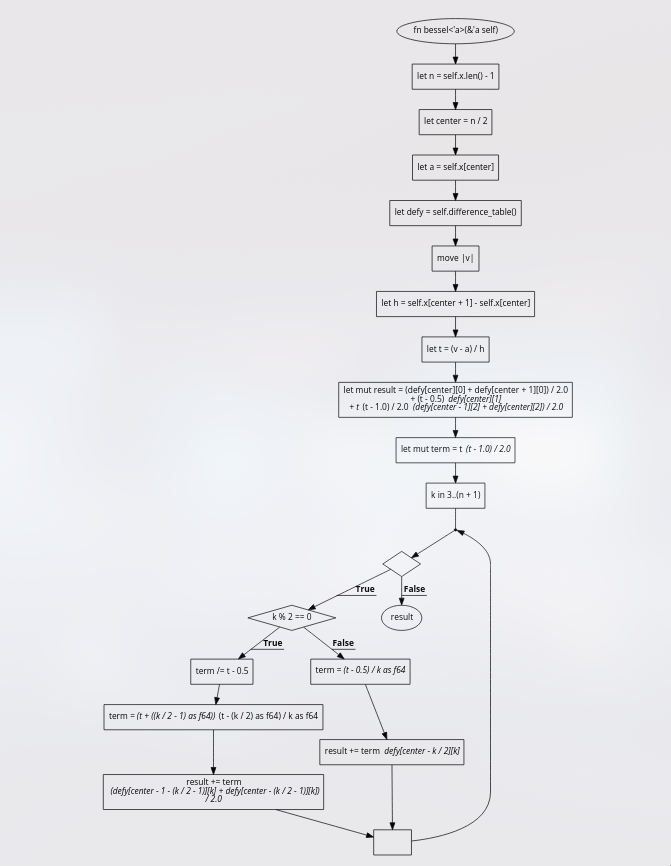 fn bessel<'a>(&'a self)
let n = self.x.len() - 1
let center = n / 2
let a = self.x[center]
let defy = self.difference_table()
move |v|
let h = self.x[center + 1] - self.x[center]
let t = (v - a) / h
let mut result = (defy[center][0] + defy[center + 1][0]) / 2.0
+ (t - 0.5) defy[center][1]
+ t (t - 1.0) / 2.0 (defy[center - 1][2] + defy[center][2]) / 2.0
let mut term = t (t - 1.0) / 2.0
k in 3..(n + 1)
True
False
k % 2 == 0
result
True
False
term /= t - 0.5
term = (t - 0.5) / k as f64
term = (t + ((k / 2 - 1) as f64)) (t - (k / 2) as f64) / k as f64
result += term defy[center - k / 2][k]
result += term
(defy[center - 1 - (k / 2 - 1)][k] + defy[center - (k / 2 - 1)][k])
/ 2.0